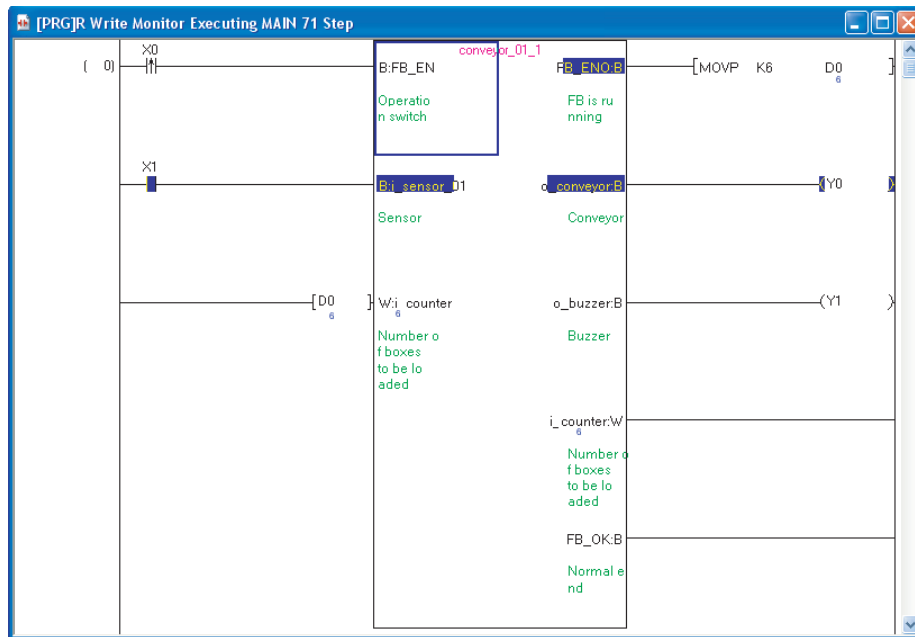 [PRG]R Write Monitor Executing MAIN 71 Step
X0
conveyor_01_1
( 0)
B:FB_EN
FB_ENO:B
[MOVP K6 D0 ]
6
Operatio
n switch
FB is ru
nning
X1
B:i_sensor_01
o_conveyor:B
(Y0 )
Sensor
Conveyor
[D0 ]
6
W:i_counter
6
o_buzzer:B
(Y1 )
Number o
f boxes
to be lo
aded
Buzzer
i_counter:W
6
Number o
f boxes
to be lo
aded
FB_OK:B
Normal e
nd